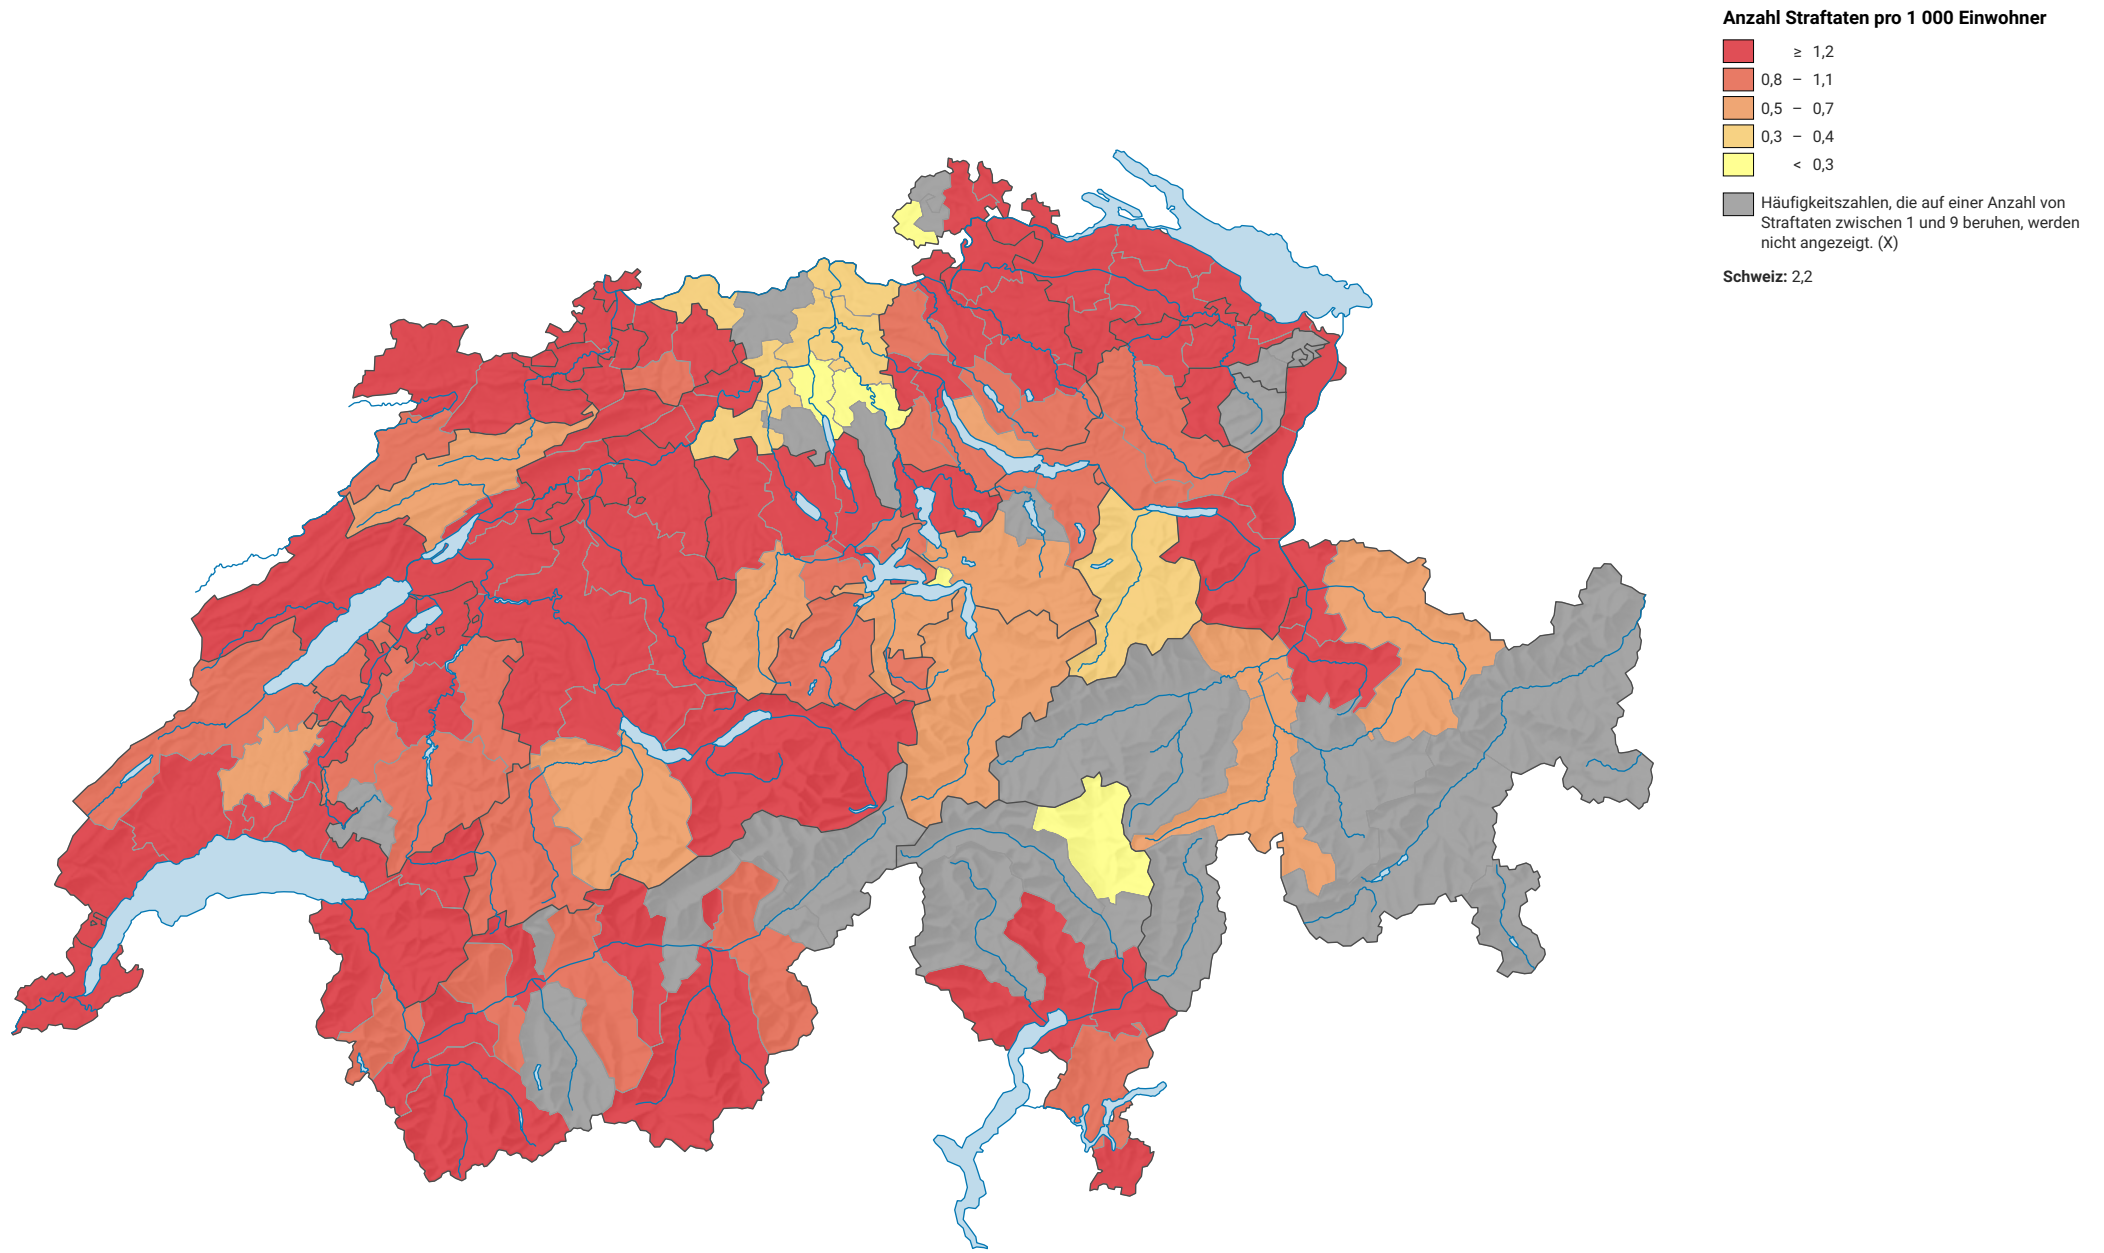 Anzahl Straftaten pro 1 000 Einwohner
≥ 1,2
0,8 – 1,1
0,5 – 0,7
0,3 – 0,4
< 0,3
Häufigkeitszahlen, die auf einer Anzahl von
Straftaten zwischen 1 und 9 beruhen, werden
nicht angezeigt. (X)
Schweiz: 2,2